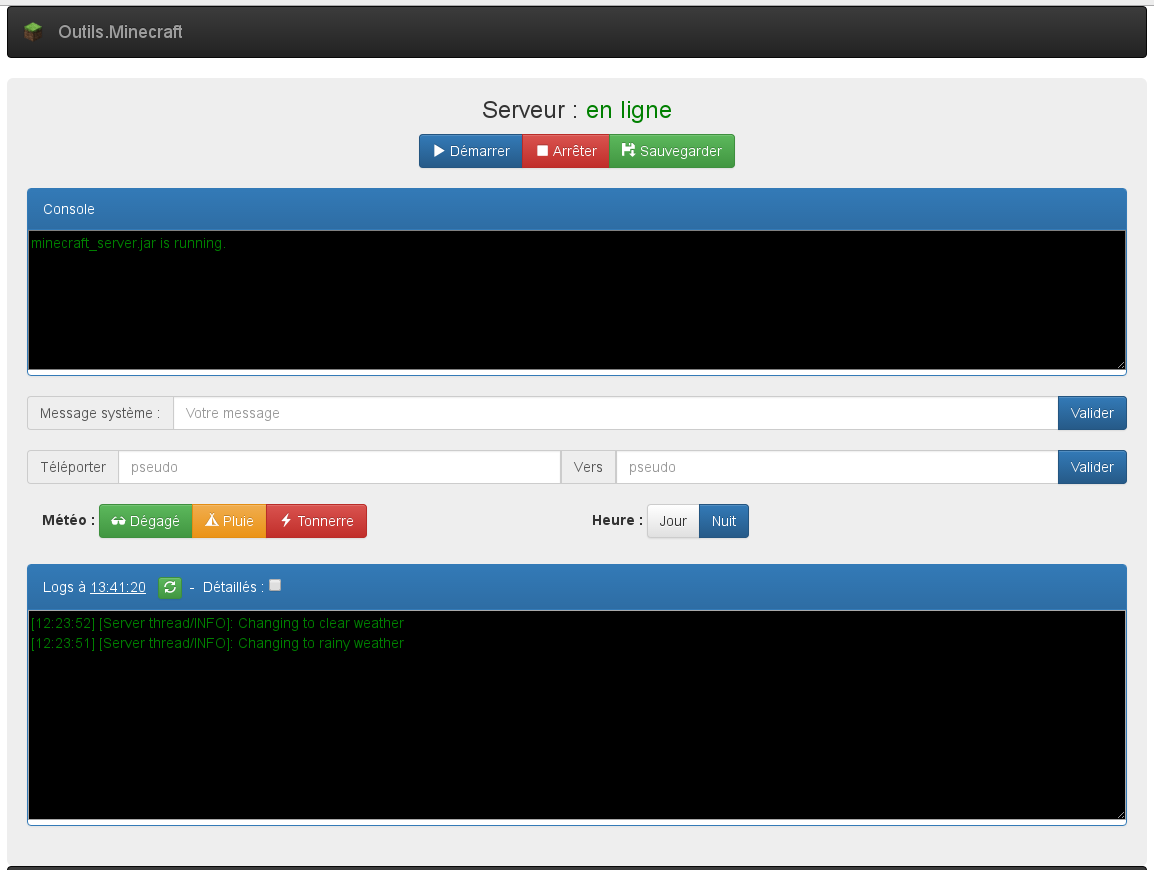 Outils.Minecraft
Serveur : en ligne
Démarrer Arrêter Sauvegarder
Console
minecraft_server.jar is running.
Message système : Votre message Valider
Téléporter pseudo Vers pseudo Valider
Météo : Dégagé Pluie Tonnerre Heure : Jour Nuit
Logs à 13:41:20 - Détaillés :
[12:23:52] [Server thread/INFO]: Changing to clear weather
[12:23:51] [Server thread/INFO]: Changing to rainy weather